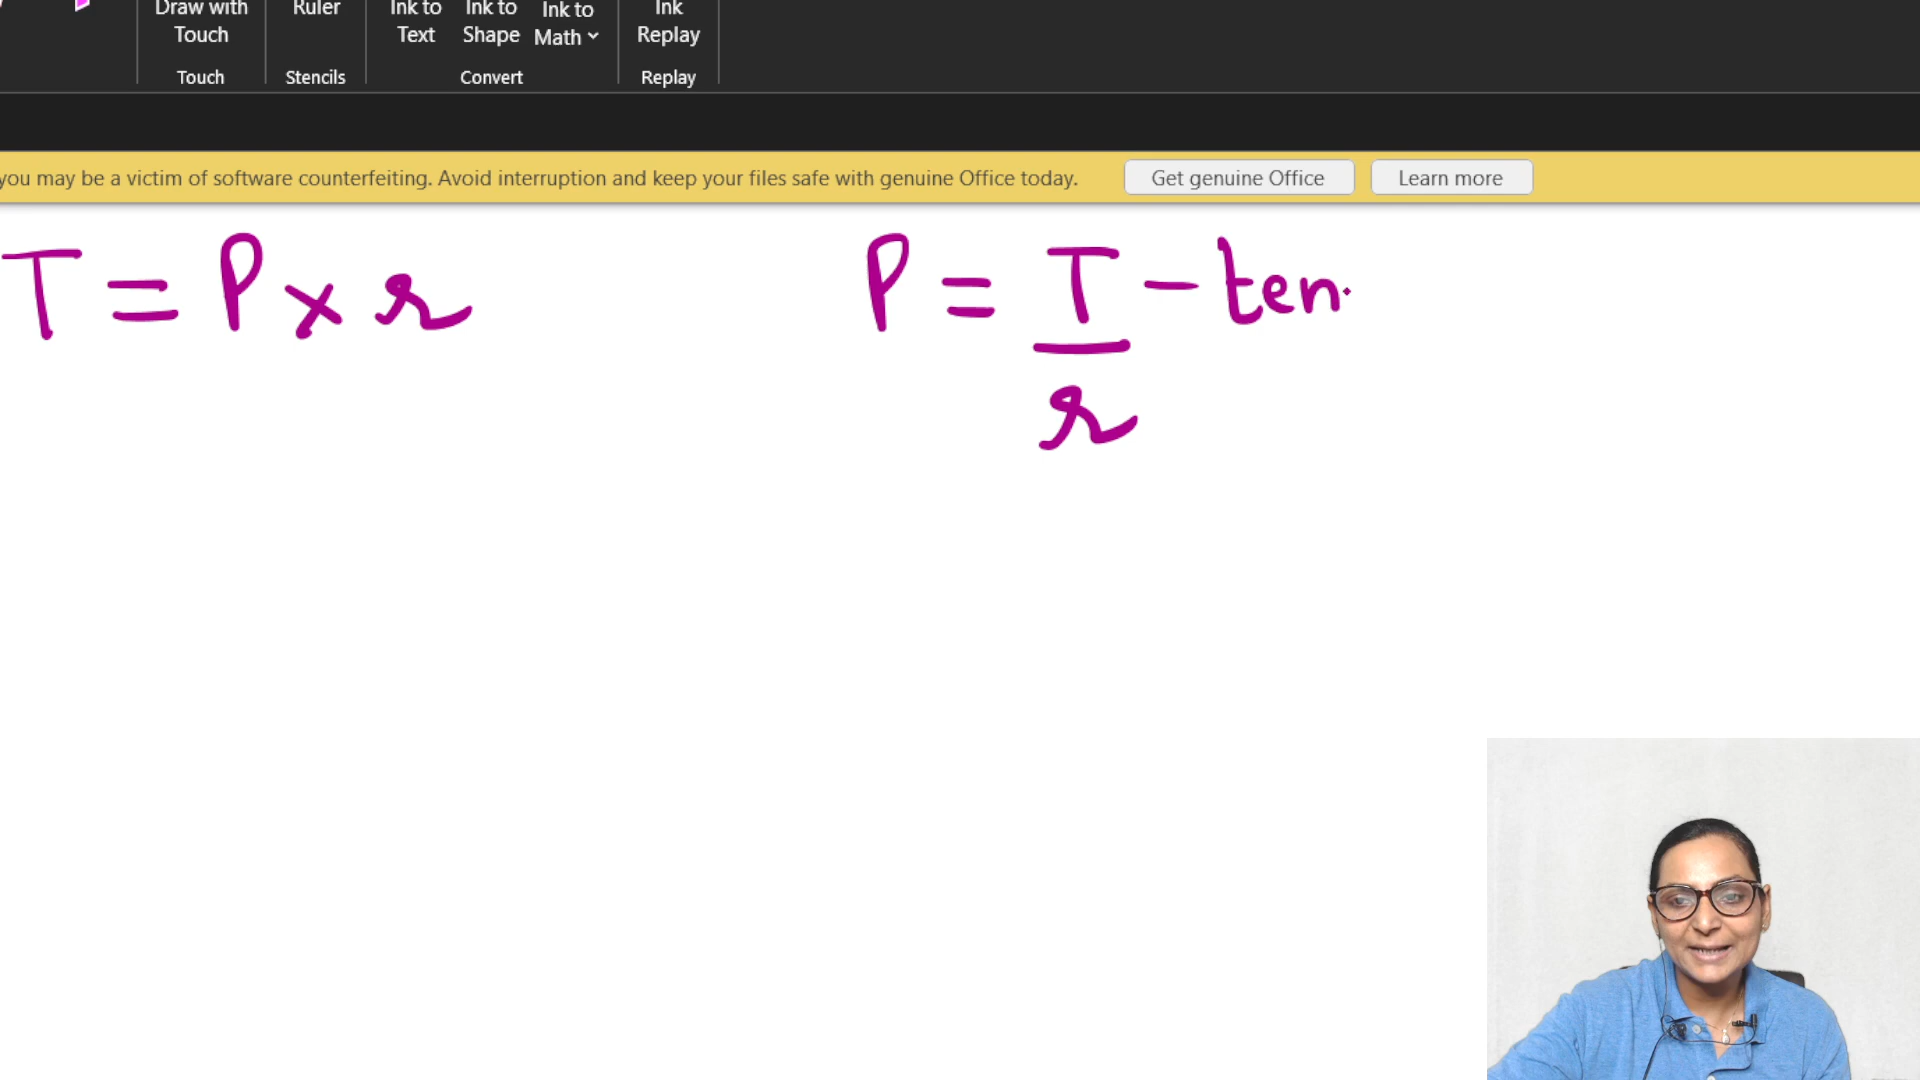 Draw with Touch
Ruler
Ink to Text
Ink to Shape
Ink to Math
Ink Replay
Touch
Stencils
Convert
Replay
you may be a victim of software counterfeiting. Avoid interruption and keep your files safe with genuine Office today.
Get genuine Office
Learn more
T = P × r
P = T - ten.
r